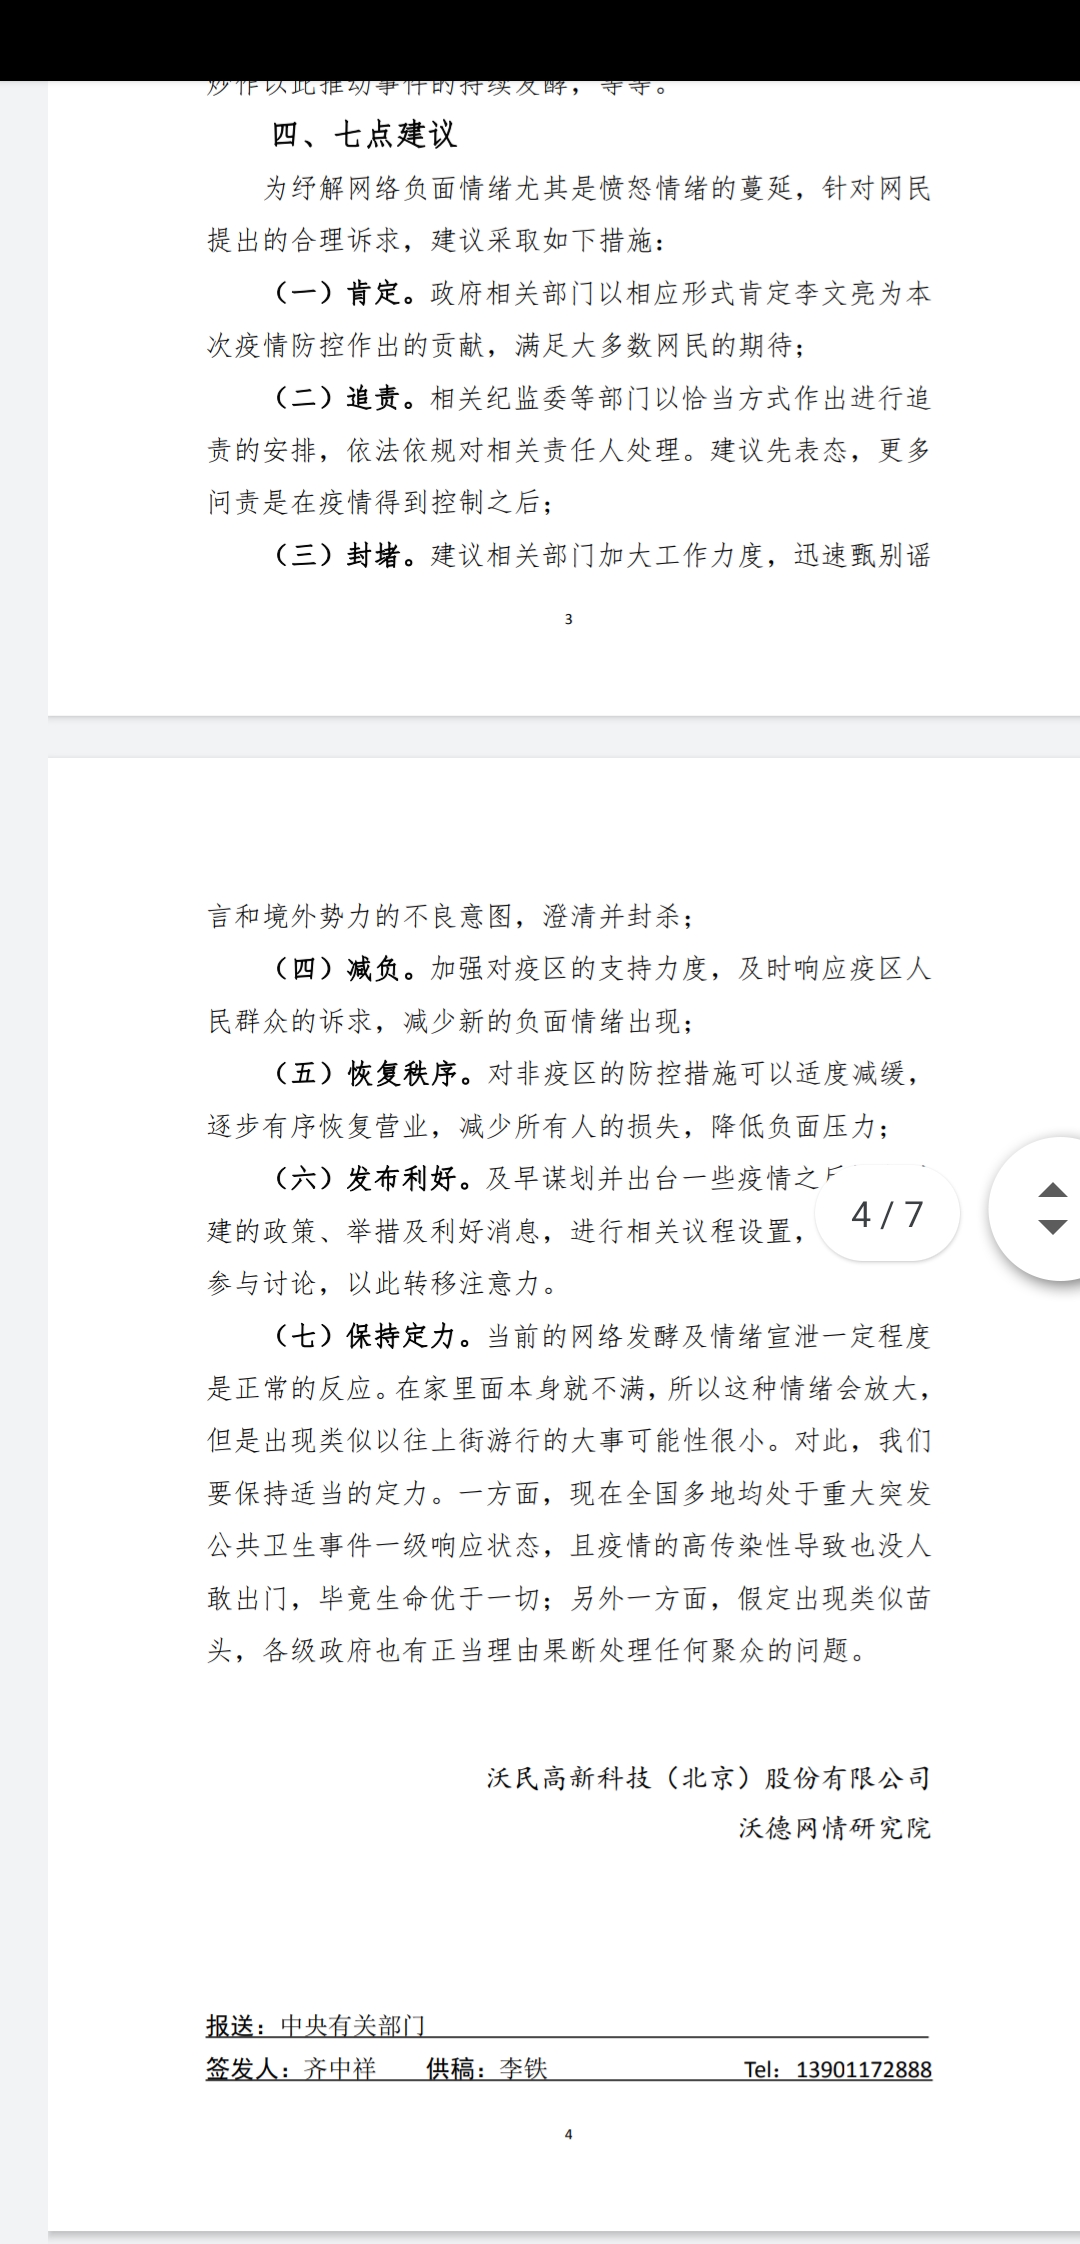 炒作以此推动事件的持续发酵，等等。
四、七点建议
为纾解网络负面情绪尤其是愤怒情绪的蔓延，针对网民
提出的合理诉求，建议采取如下措施：
（一）肯定。政府相关部门以相应形式肯定李文亮为本
次疫情防控作出的贡献，满足大多数网民的期待；
（二）追责。相关纪监委等部门以恰当方式作出进行追
责的安排，依法依规对相关责任人处理。建议先表态，更多
问责是在疫情得到控制之后；
（三）封堵。建议相关部门加大工作力度，迅速甄别谣
3
言和境外势力的不良意图，澄清并封杀；
（四）减负。加强对疫区的支持力度，及时响应疫区人
民群众的诉求，减少新的负面情绪出现；
（五）恢复秩序。对非疫区的防控措施可以适度减缓，
逐步有序恢复营业，减少所有人的损失，降低负面压力；
（六）发布利好。及早谋划并出台一些疫情之
4 / 7
建的政策、举措及利好消息，进行相关议程设置，
参与讨论，以此转移注意力。
（七）保持定力。当前的网络发酵及情绪宣泄一定程度
是正常的反应。在家里面本身就不满，所以这种情绪会放大，
但是出现类似以往上街游行的大事可能性很小。对此，我们
要保持适当的定力。一方面，现在全国多地均处于重大突发
公共卫生事件一级响应状态，且疫情的高传染性导致也没人
敢出门，毕竟生命优于一切；另外一方面，假定出现类似苗
头，各级政府也有正当理由果断处理任何聚众的问题。
沃民高新科技（北京）股份有限公司
沃德网情研究院
报送：中央有关部门
签发人：齐中祥 供稿：李铁 Tel：13901172888
4